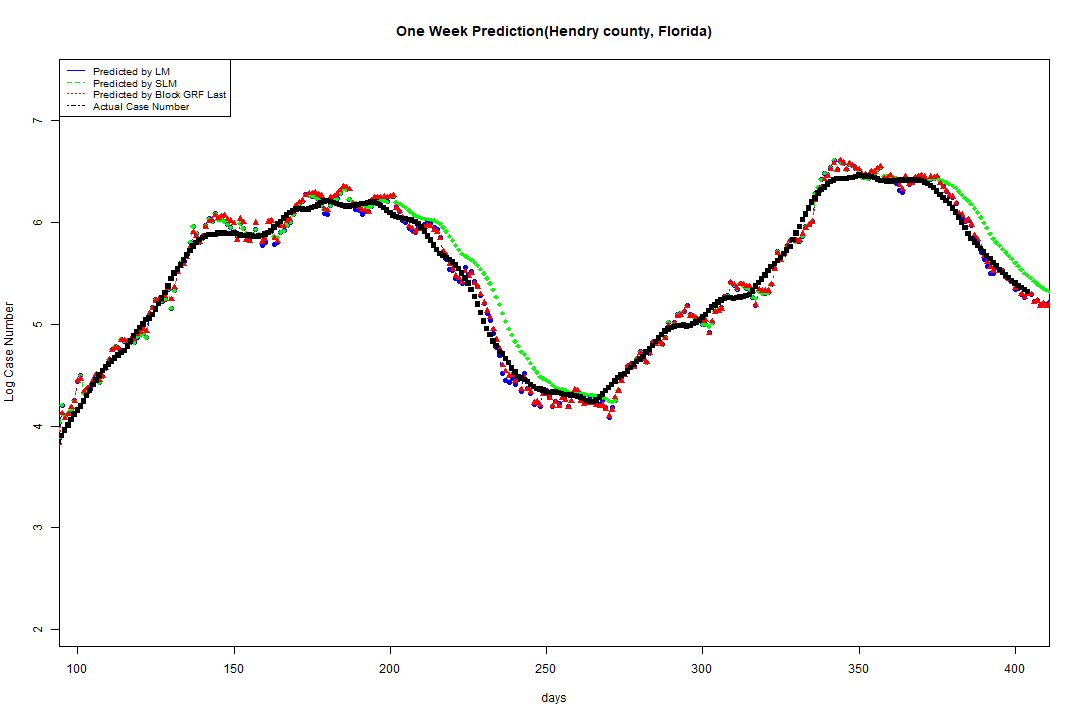 One Week Prediction(Hendry county, Florida)
Predicted by LM
Predicted by SLM
Predicted by Block GRF Last
Actual Case Number
7
6
5
4
3
2
Log Case Number
100 150 200 250 300 350 400
days